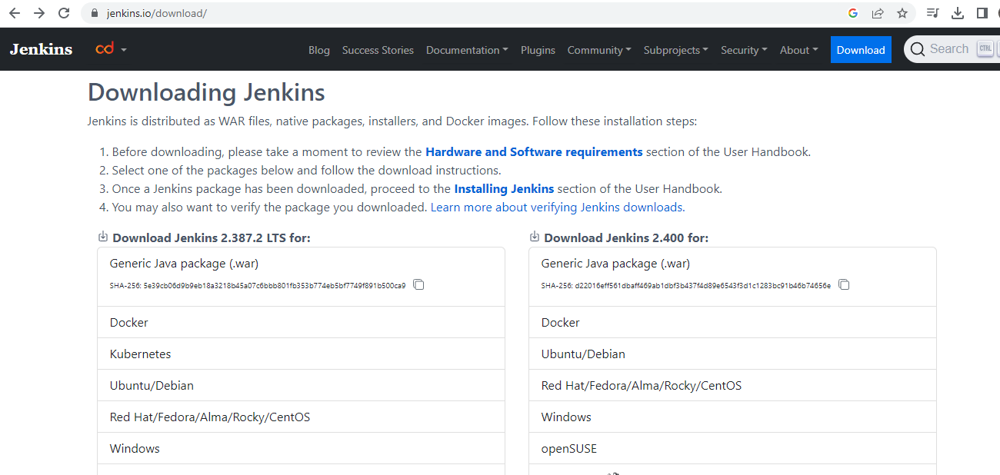 jenkins.io/download/
Jenkins cd Blog Success Stories Documentation Plugins Community Subprojects Security About Download Search CTRL
Downloading Jenkins
Jenkins is distributed as WAR files, native packages, installers, and Docker images. Follow these installation steps:
1. Before downloading, please take a moment to review the Hardware and Software requirements section of the User Handbook.
2. Select one of the packages below and follow the download instructions.
3. Once a Jenkins package has been downloaded, proceed to the Installing Jenkins section of the User Handbook.
4. You may also want to verify the package you downloaded. Learn more about verifying Jenkins downloads.
Download Jenkins 2.387.2 LTS for:
Generic Java package (.war)
SHA-256: 5e39cb06d9b9eb18a3218b45a07c6bbb801fb353b774eb5bf7749f891b500ca9
Docker
Kubernetes
Ubuntu/Debian
Red Hat/Fedora/Alma/Rocky/CentOS
Windows
Download Jenkins 2.400 for:
Generic Java package (.war)
SHA-256: d22016eff561dbaff469ab1dbf3b437f4d89e6543f3d1c1283bc91b46b74656e
Docker
Ubuntu/Debian
Red Hat/Fedora/Alma/Rocky/CentOS
Windows
openSUSE